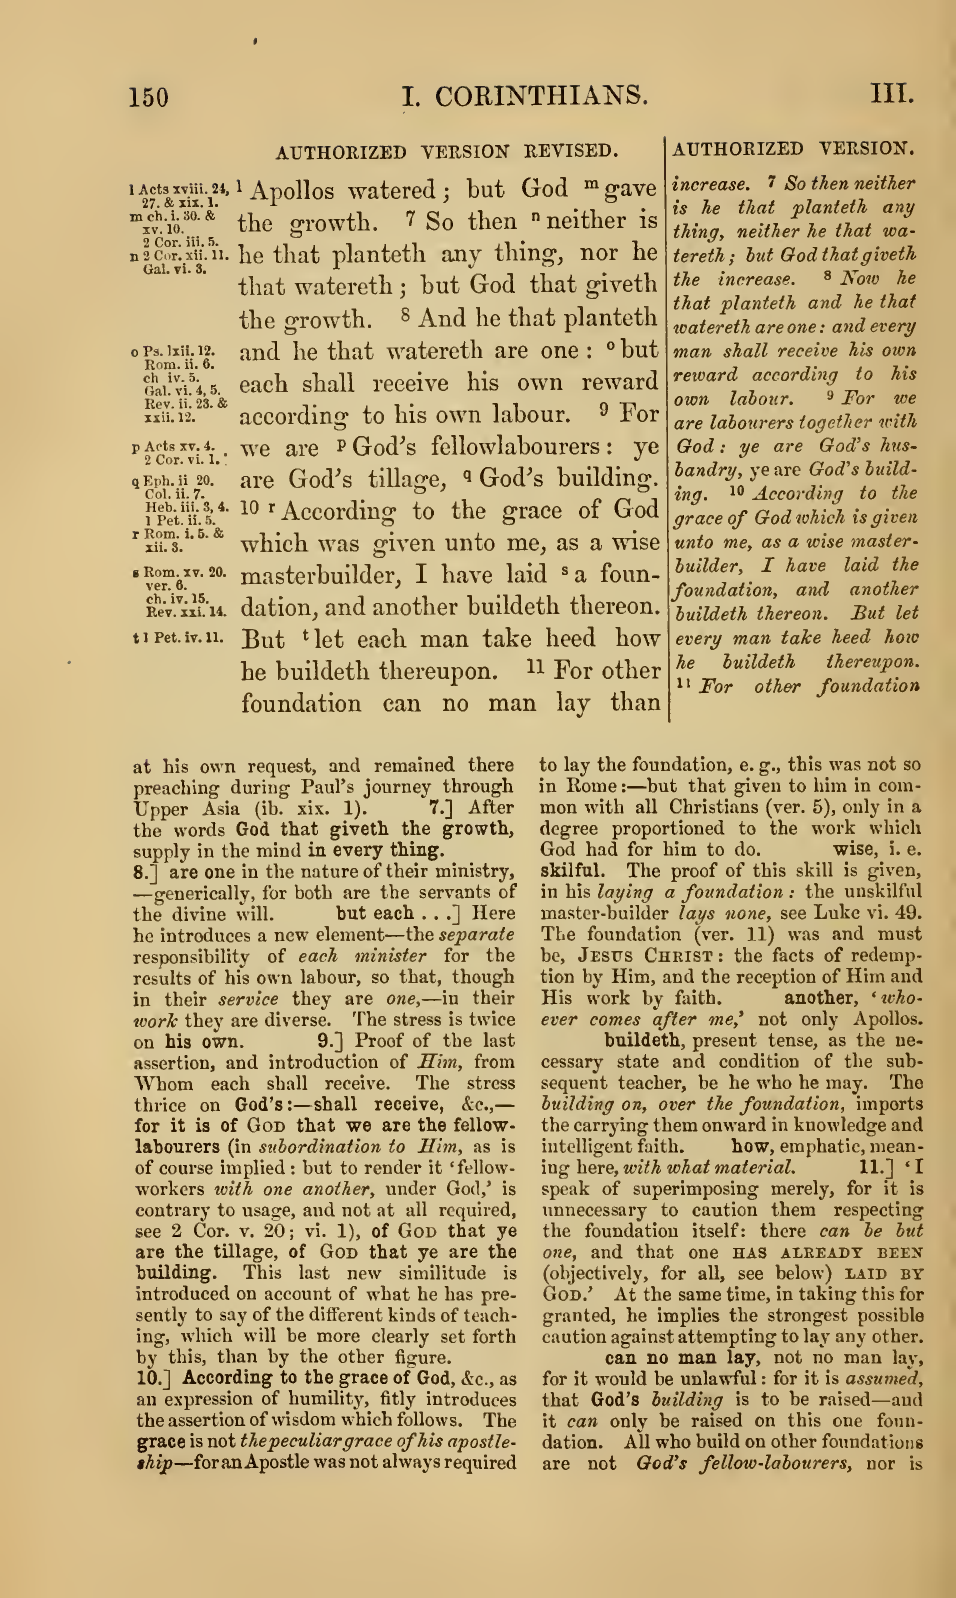 150
I. CORINTHIANS.
III.
AUTHORIZED VERSION REVISED.
l Acts xviii. 24,
27. & xix. 1.
m ch. i. 30. &
xv. 10.
2 Cor. iii. 5.
n 2 Cor. xii. 11.
Gal. vi. 3.
o Ps. lxii. 12.
Rom. ii. 6.
ch iv. 5.
Gal. vi. 4, 5.
Rev. ii. 23. &
xxii. 12.
p Acts xv. 4.
2 Cor. vi. 1.
q Eph. ii 20.
Col. ii. 7.
Heb. iii. 3, 4.
1 Pet. ii. 5.
r Rom. i. 5. &
xii. 3.
s Rom. xv. 20.
ver. 6.
ch. iv. 15.
Rev. xxi. 14.
t 1 Pet. iv. 11.
l Apollos watered; but God m gave
the growth. 7 So then n neither is
he that planteth any thing, nor he
that watereth; but God that giveth
the growth. 8 And he that planteth
and he that watereth are one: o but
each shall receive his own reward
according to his own labour. 9 For
we are p God's fellowlabourers: ye
are God's tillage, q God's building.
10 r According to the grace of God
which was given unto me, as a wise
masterbuilder, I have laid s a foun-
dation, and another buildeth thereon.
But t let each man take heed how
he buildeth thereupon. 11 For other
foundation can no man lay than
AUTHORIZED VERSION.
increase. 7 So then neither
is he that planteth any
thing, neither he that wa-
tereth; but God that giveth
the increase. 8 Now he
that planteth and he that
watereth are one: and every
man shall receive his own
reward according to his
own labour. 9 For we
are labourers together with
God: ye are God's hus-
bandry, ye are God's build-
ing. 10 According to the
grace of God which is given
unto me, as a wise master-
builder, I have laid the
foundation, and another
buildeth thereon. But let
every man take heed how
he buildeth thereupon.
11 For other foundation
at his own request, and remained there
preaching during Paul's journey through
Upper Asia (ib. xix. 1). 7.] After
the words God that giveth the growth,
supply in the mind in every thing.
8.] are one in the nature of their ministry,
—generically, for both are the servants of
the divine will. but each . . .] Here
he introduces a new element—the separate
responsibility of each minister for the
results of his own labour, so that, though
in their service they are one,—in their
work they are diverse. The stress is twice
on his own. 9.] Proof of the last
assertion, and introduction of Him, from
Whom each shall receive. The stress
thrice on God's:—shall receive, &c.,—
for it is of GOD that we are the fellow-
labourers (in subordination to Him, as is
of course implied: but to render it 'fellow-
workers with one another, under God,' is
contrary to usage, and not at all required,
see 2 Cor. v. 20; vi. 1), of GOD that ye
are the tillage, of GOD that ye are the
building. This last new similitude is
introduced on account of what he has pre-
sently to say of the different kinds of teach-
ing, which will be more clearly set forth
by this, than by the other figure.
10.] According to the grace of God, &c., as
an expression of humility, fitly introduces
the assertion of wisdom which follows. The
grace is not the peculiar grace of his apostle-
ship—for an Apostle was not always required
to lay the foundation, e. g., this was not so
in Rome:—but that given to him in com-
mon with all Christians (ver. 5), only in a
degree proportioned to the work which
God had for him to do. wise, i. e.
skilful. The proof of this skill is given,
in his laying a foundation: the unskilful
master-builder lays none, see Luke vi. 49.
The foundation (ver. 11) was and must
be, JESUS CHRIST: the facts of redemp-
tion by Him, and the reception of Him and
His work by faith. another, 'who-
ever comes after me,' not only Apollos.
buildeth, present tense, as the ne-
cessary state and condition of the sub-
sequent teacher, be he who he may. The
building on, over the foundation, imports
the carrying them onward in knowledge and
intelligent faith. how, emphatic, mean-
ing here, with what material. 11.] 'I
speak of superimposing merely, for it is
unnecessary to caution them respecting
the foundation itself: there can be but
one, and that one HAS ALREADY BEEN
(objectively, for all, see below) LAID BY
GOD.' At the same time, in taking this for
granted, he implies the strongest possible
caution against attempting to lay any other.
can no man lay, not no man lay,
for it would be unlawful: for it is assumed,
that God's building is to be raised—and
it can only be raised on this one foun-
dation. All who build on other foundations
are not God's fellow-labourers, nor is